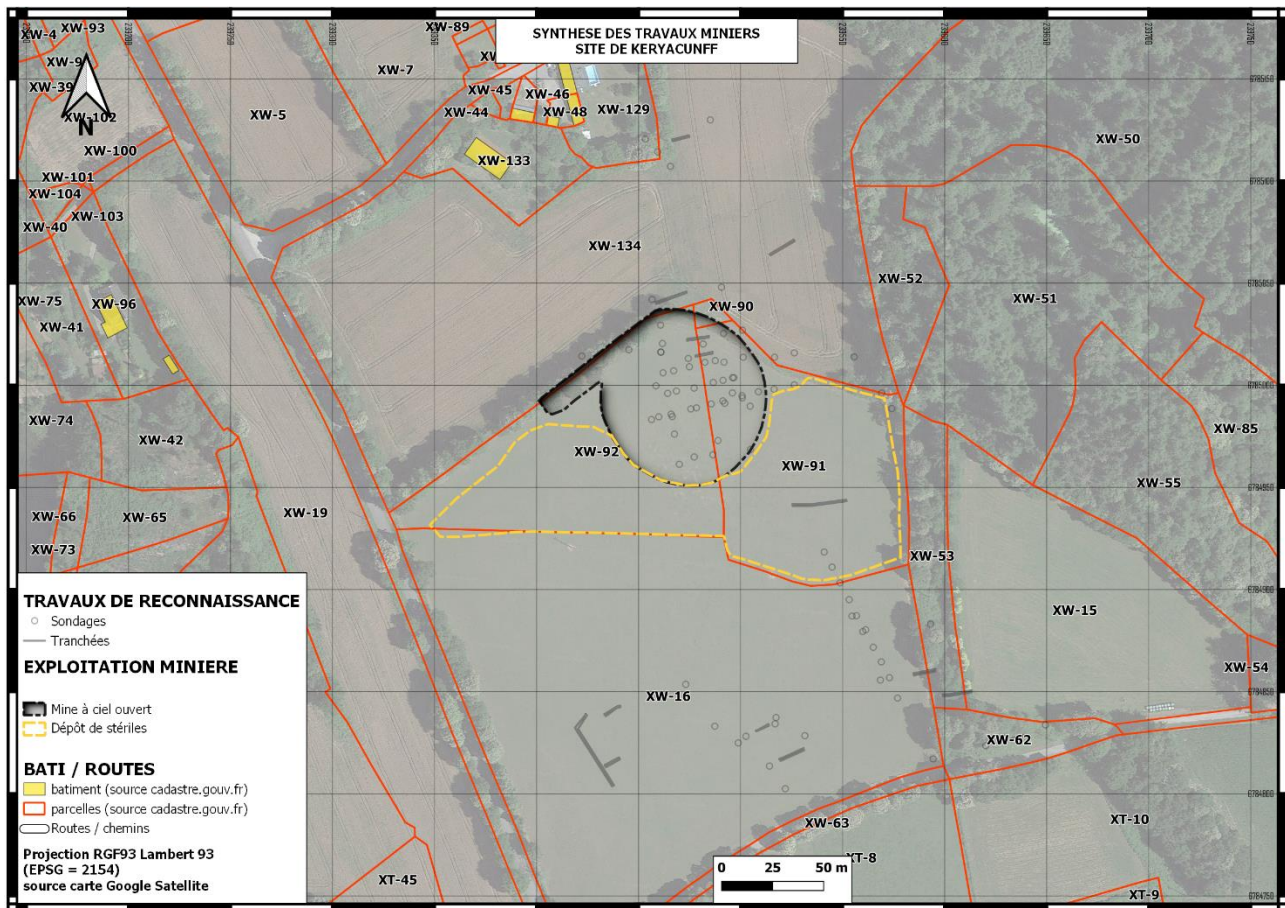 SYNTHESE DES TRAVAUX MINIERS
SITE DE KERYACUNFF
XW-4
XW-93
XW-89
XW-9
XW-39
XW-7
XW-45
XW-46
XW-129
XW-5
XW-44
XW-48
N
XW-102
XW-50
XW-100
XW-133
XW-101
XW-104
XW-103
XW-40
XW-134
XW-52
XW-75
XW-96
XW-51
XW-90
XW-41
XW-74
XW-85
XW-42
XW-92
XW-91
XW-55
XW-66
XW-65
XW-19
XW-73
XW-53
XW-15
XW-54
XW-16
XW-62
XW-63
XT-10
XT-8
XT-45
XT-9
TRAVAUX DE RECONNAISSANCE
Sondages
Tranchées
EXPLOITATION MINIERE
Mine à ciel ouvert
Dépôt de stériles
BATI / ROUTES
batiment (source cadastre.gouv.fr)
parcelles (source cadastre.gouv.fr)
Routes / chemins
Projection RGF93 Lambert 93
(EPSG = 2154)
source carte Google Satellite
0 25 50 m